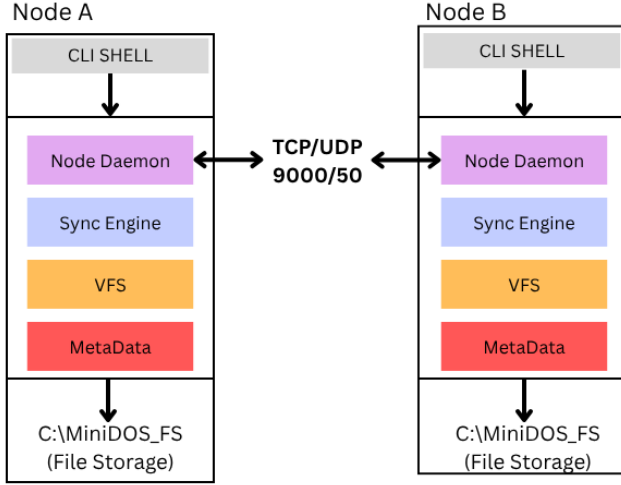 Node A
CLI SHELL
Node Daemon
Sync Engine
VFS
MetaData
C:\MiniDOS_FS
(File Storage)
TCP/UDP
9000/50
Node B
CLI SHELL
Node Daemon
Sync Engine
VFS
MetaData
C:\MiniDOS_FS
(File Storage)